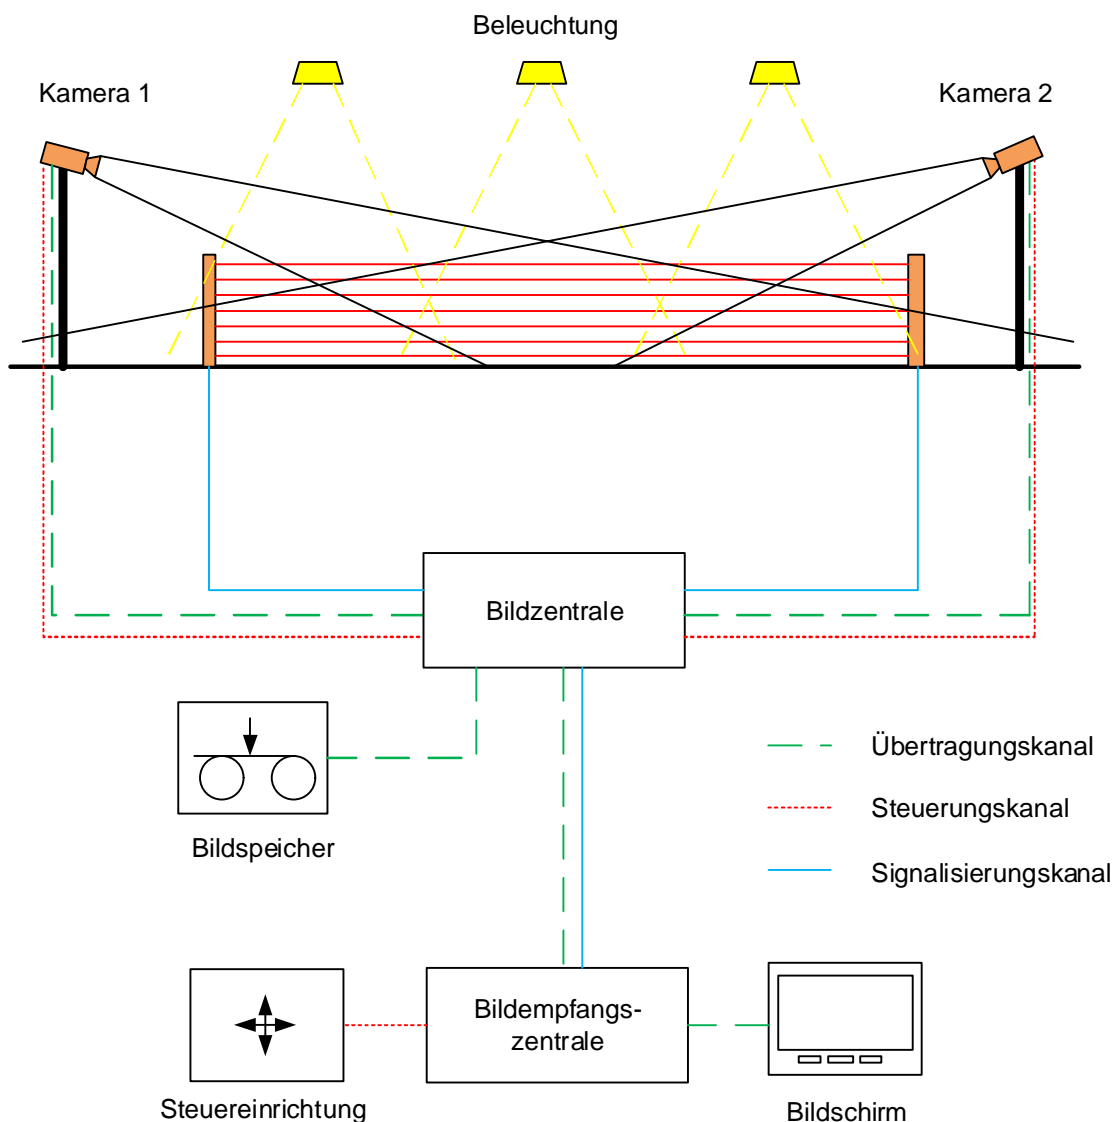 Beleuchtung
Kamera 1
Kamera 2
Bildzentrale
Übertragungskanal
Steuerungskanal
Signalisierungskanal
Bildspeicher
Bildempfangs-
zentrale
Steuereinrichtung
Bildschirm